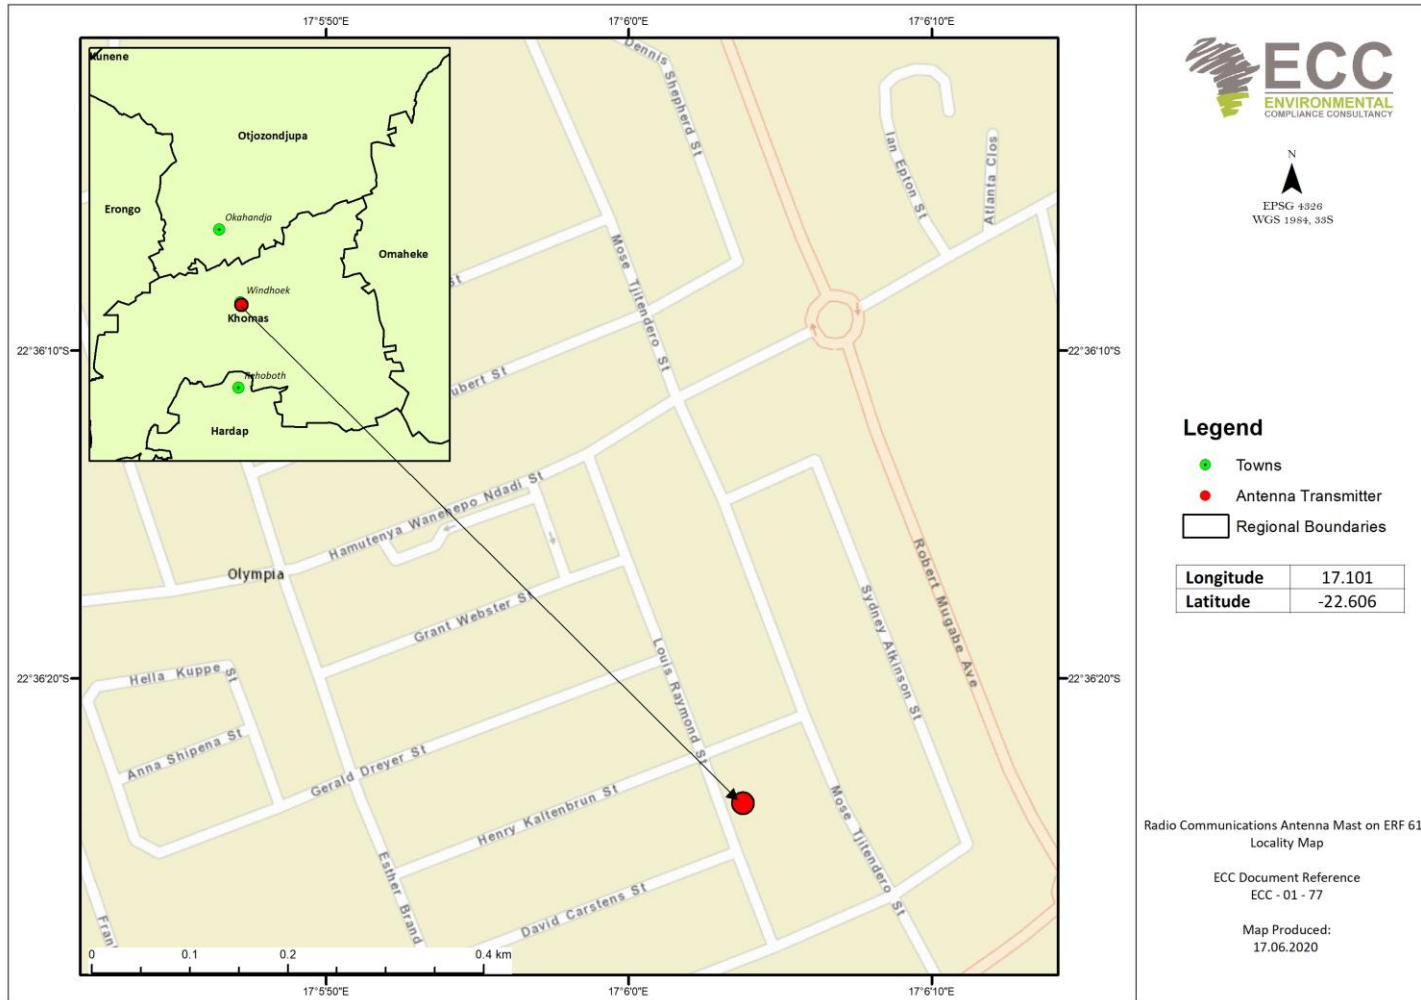 17°5'50"E
17°6'0"E
17°6'10"E
Kunene
Otjozondjupa
Erongo
Okahandja
Omaheke
Windhoek
Khomas
Rehoboth
Hardap
22°36'10"S
22°36'10"S
22°36'20"S
22°36'20"S
Dennis Shepherd St
Ian Epton St
Atlanta Clos
St
Mose Tjitendero St
ubert St
Hamutenya Wanehepo Ndadi St
Olympia
Grant Webster St
Robert Mugabe Ave
Sydney Atkinson St
Louis Raymond St
Hella Kuppe St
Anna Shipena St
Gerald Dreyer St
Henry Kaltenbrun St
Mose Tjitendero St
Esther Brand
David Carstens St
Fran
0 0.1 0.2 0.4 km
17°5'50"E
17°6'0"E
17°6'10"E
ECC
ENVIRONMENTAL
COMPLIANCE CONSULTANCY
N
EPSG 4326
WGS 1984, 33S
Legend
Towns
Antenna Transmitter
Regional Boundaries
Longitude 17.101
Latitude -22.606
Radio Communications Antenna Mast on ERF 61
Locality Map
ECC Document Reference
ECC - 01 - 77
Map Produced:
17.06.2020